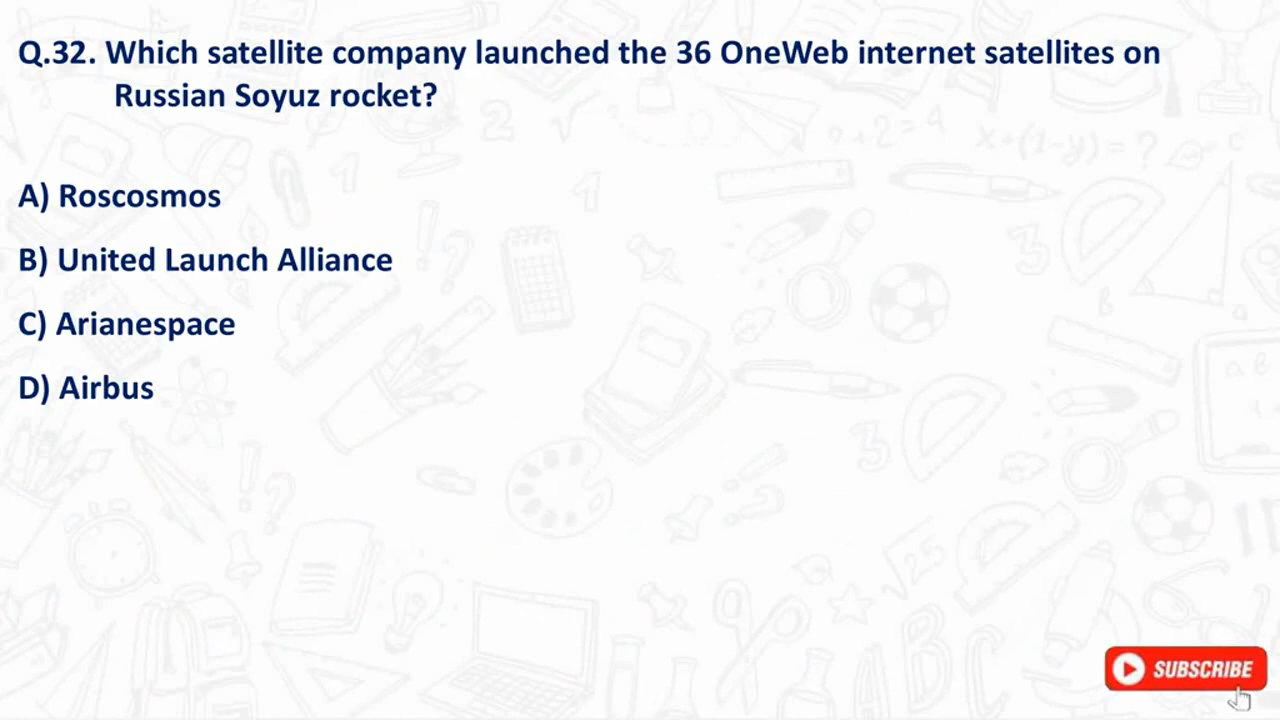 Q.32. Which satellite company launched the 36 OneWeb internet satellites on
Russian Soyuz rocket?
A) Roscosmos
B) United Launch Alliance
C) Arianespace
D) Airbus
SUBSCRIBE